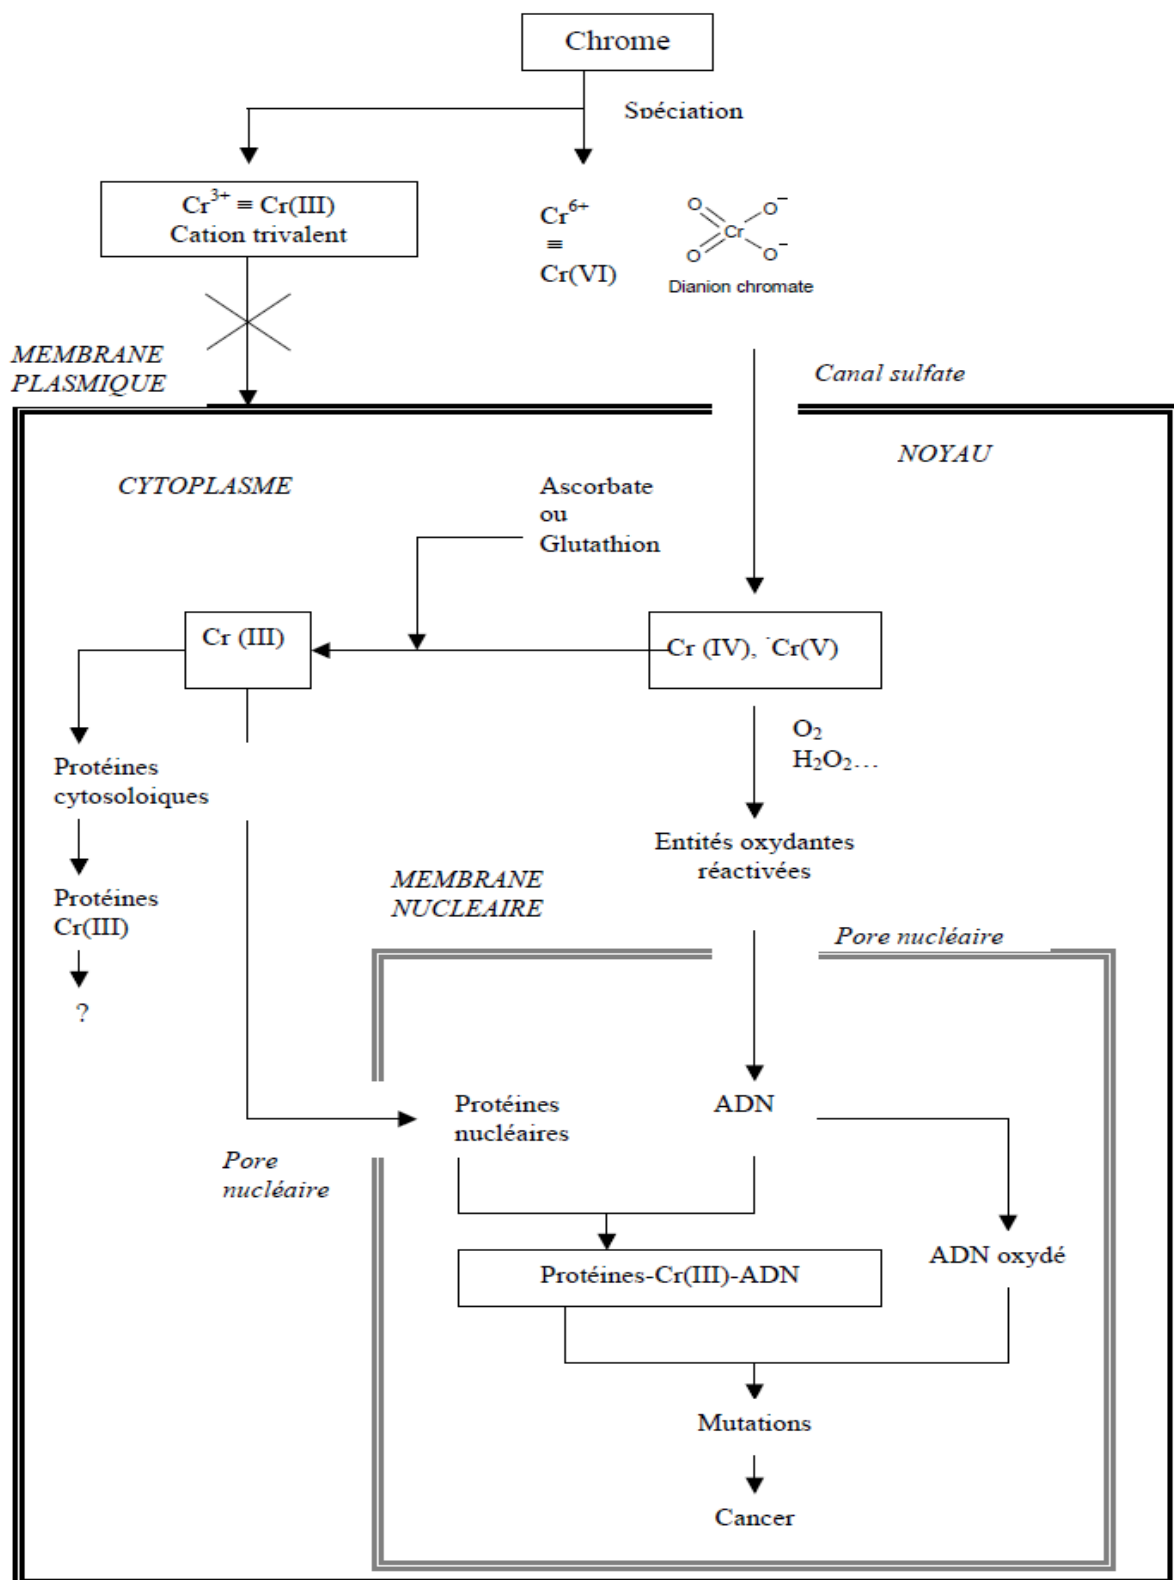 Chrome
Spéciation
Cr³⁺ ≡ Cr(III)
Cation trivalent
Cr⁶⁺
≡
Cr(VI)
O
O⁻
Cr
O
O⁻
Dianion chromate
MEMBRANE
PLASMIQUE
Canal sulfate
NOYAU
CYTOPLASME
Ascorbate
ou
Glutathion
Cr (III)
Cr (IV), Cr(V)
O₂
H₂O₂…
Protéines
cytosoloiques
Entités oxydantes
réactivées
MEMBRANE
NUCLEAIRE
Protéines
Cr(III)
Pore nucléaire
?
Protéines
nucléaires
ADN
Pore
nucléaire
ADN oxydé
Protéines-Cr(III)-ADN
Mutations
Cancer